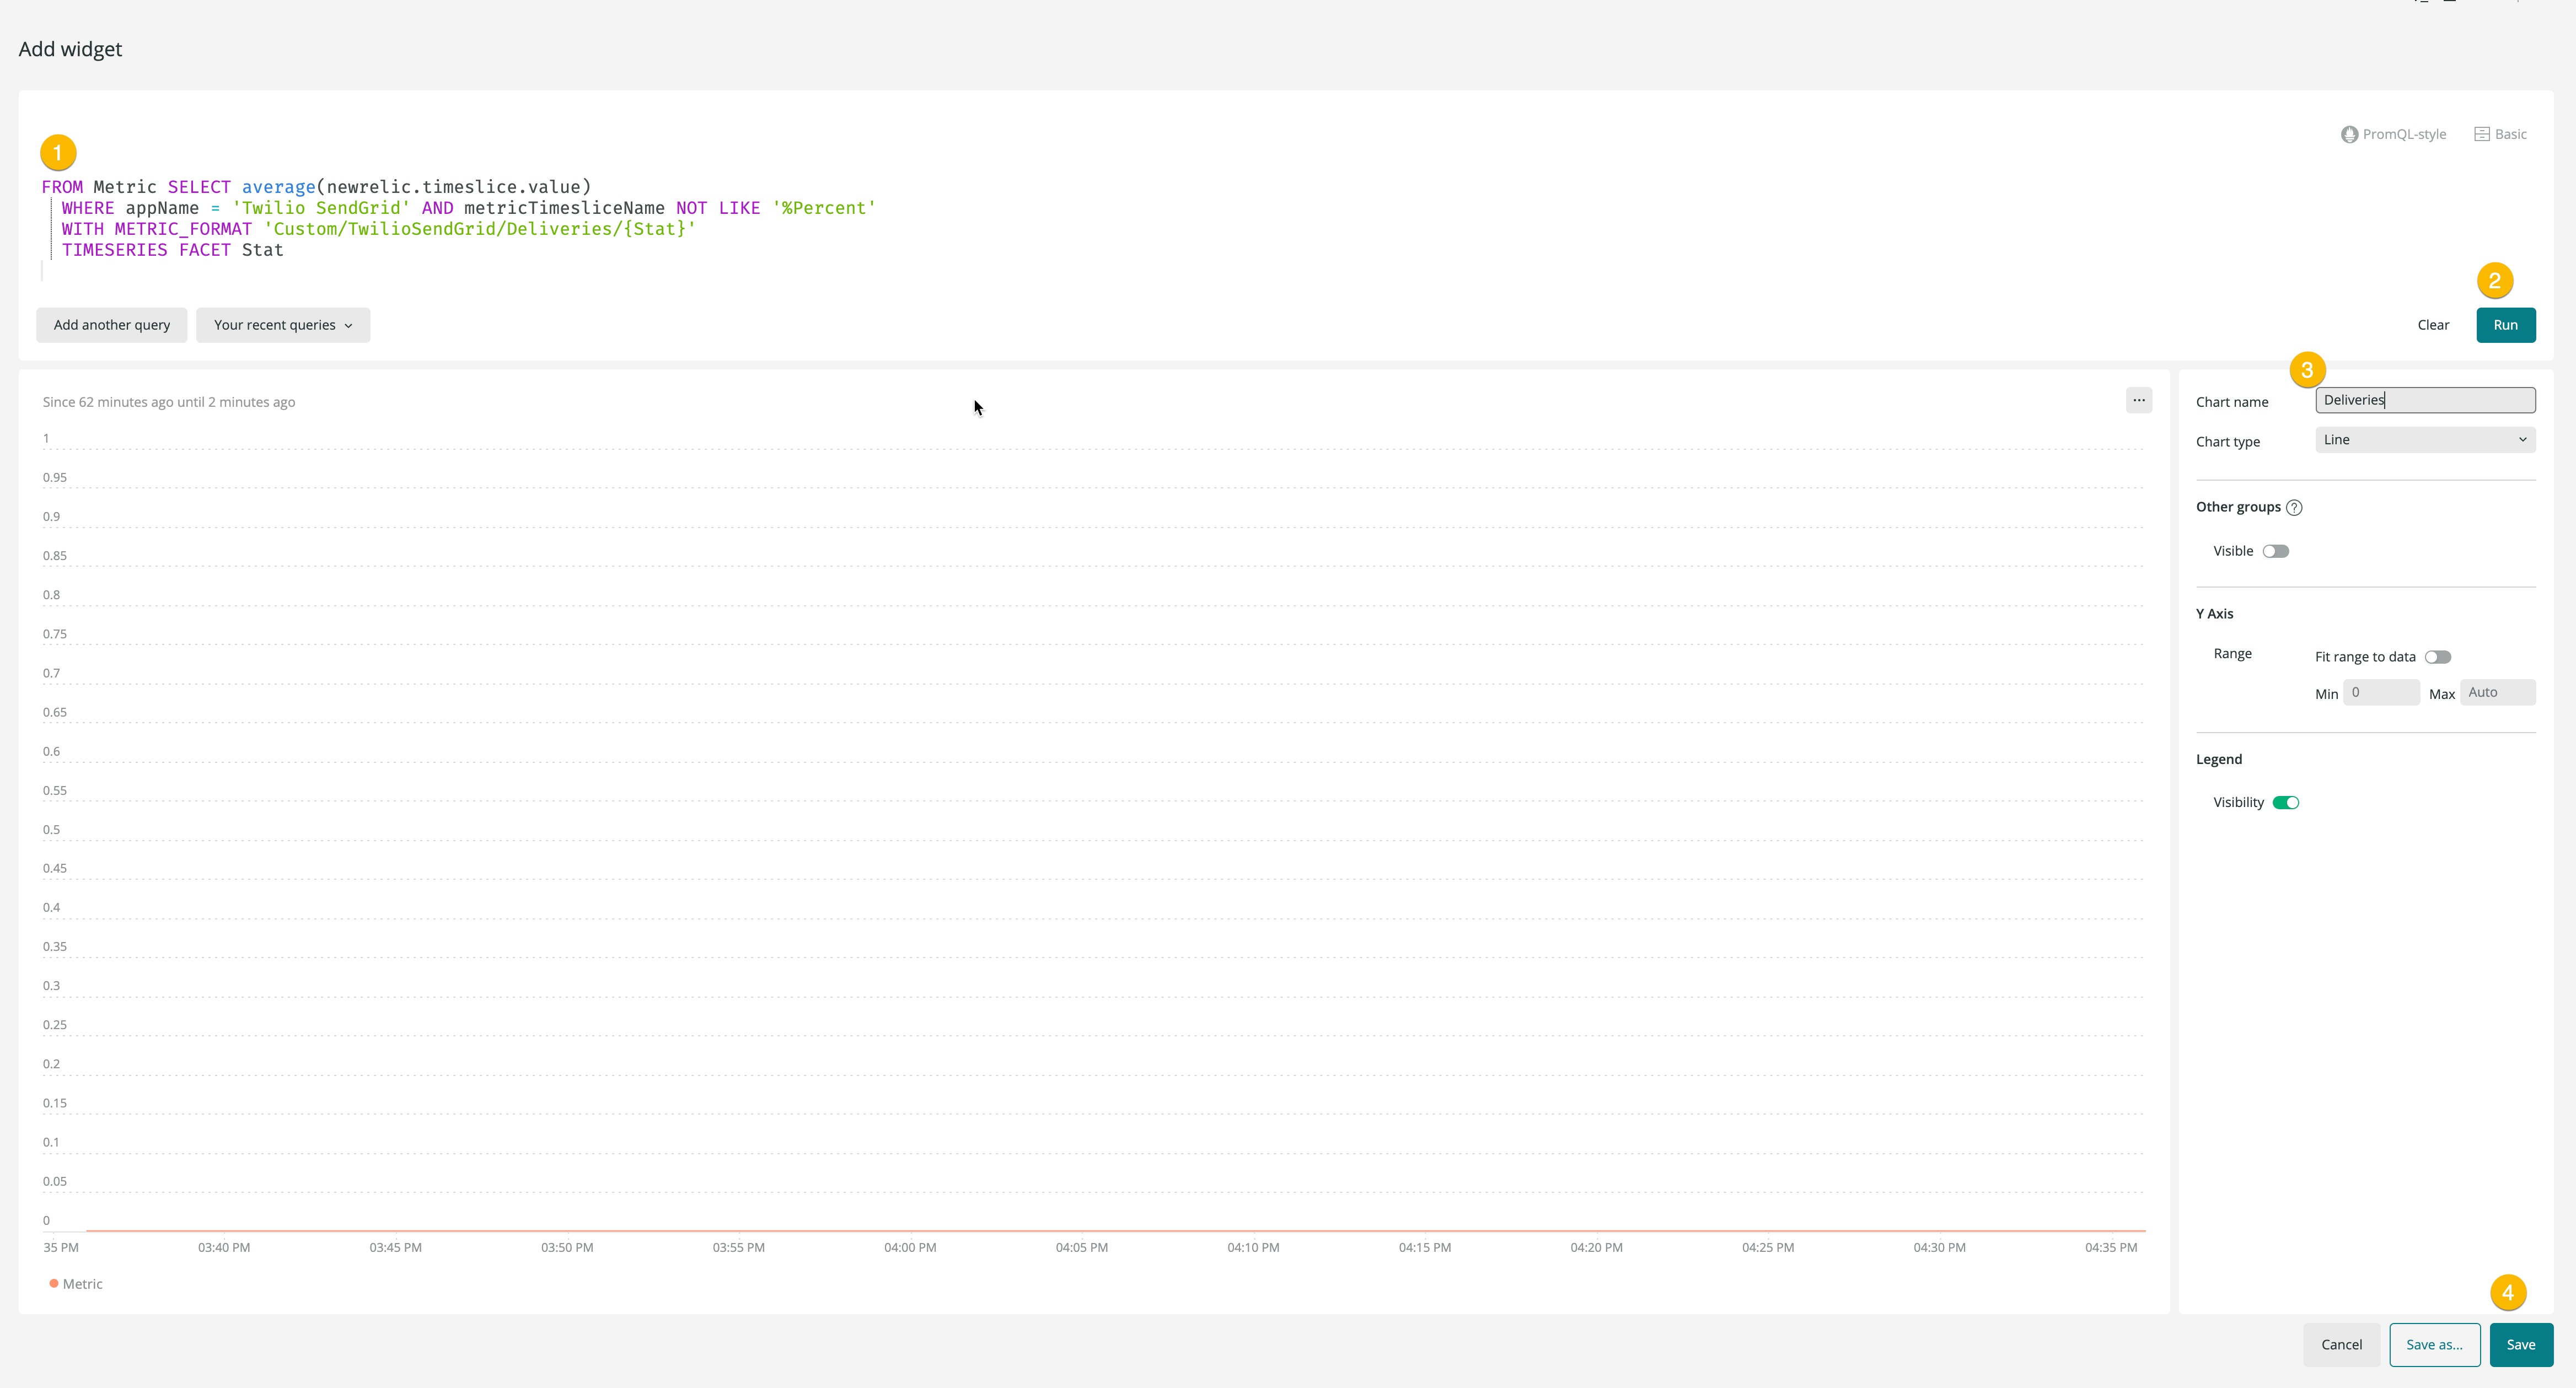 Add widget
PromQL-style
Basic
1
FROM Metric SELECT average(newrelic.timeslice.value)
WHERE appName = 'Twilio SendGrid' AND metricTimesliceName NOT LIKE '%Percent'
WITH METRIC_FORMAT 'Custom/TwilioSendGrid/Deliveries/{Stat}'
TIMESERIES FACET Stat
2
Add another query
Your recent queries
Clear
Run
3
Since 62 minutes ago until 2 minutes ago
...
1
0.95
0.9
0.85
0.8
0.75
0.7
0.65
0.6
0.55
0.5
0.45
0.4
0.35
0.3
0.25
0.2
0.15
0.1
0.05
0
35 PM
03:40 PM
03:45 PM
03:50 PM
03:55 PM
04:00 PM
04:05 PM
04:10 PM
04:15 PM
04:20 PM
04:25 PM
04:30 PM
04:35 PM
Metric
Chart name
Deliveries
Chart type
Line
Other groups ?
Visible
Y Axis
Range
Fit range to data
Min 0 Max Auto
Legend
Visibility
4
Cancel
Save as...
Save